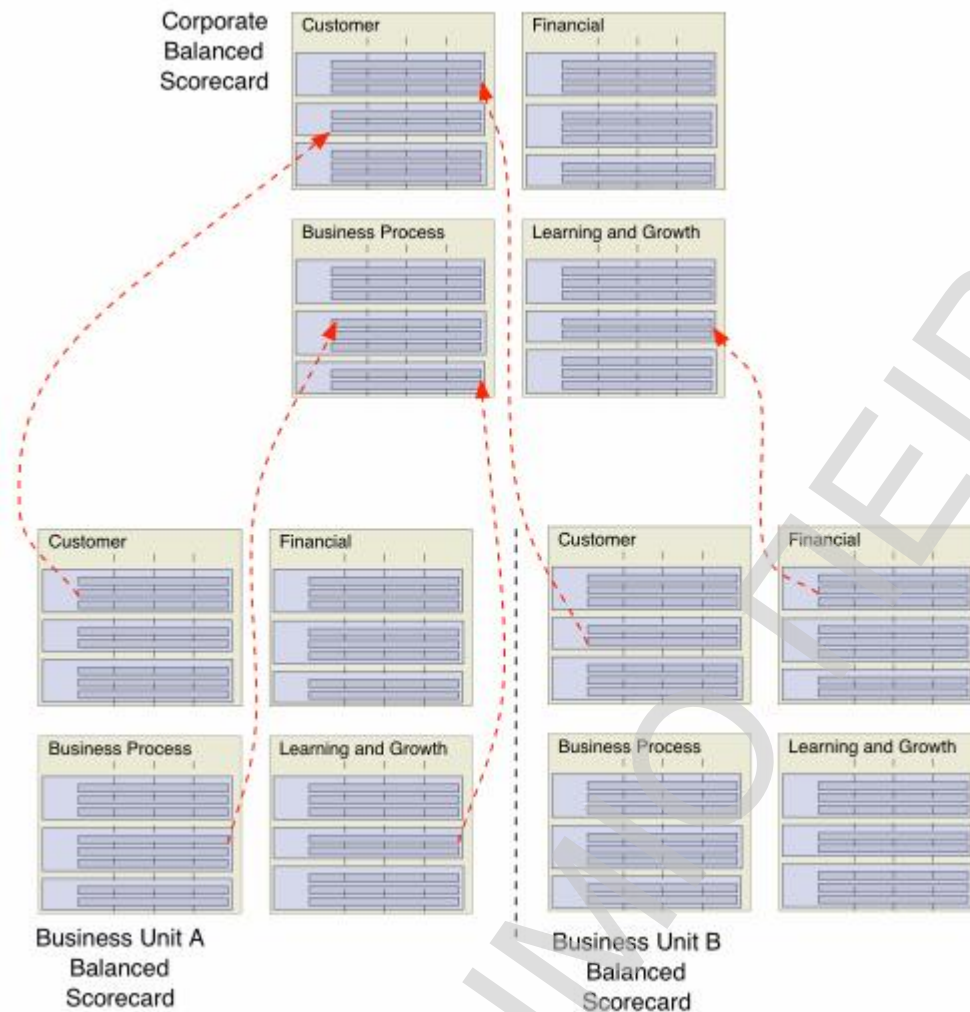 Corporate
Balanced
Scorecard
Customer
Financial
Business Process
Learning and Growth
Customer
Financial
Business Process
Learning and Growth
Business Unit A
Balanced
Scorecard
Customer
Financial
Business Process
Learning and Growth
Business Unit B
Balanced
Scorecard